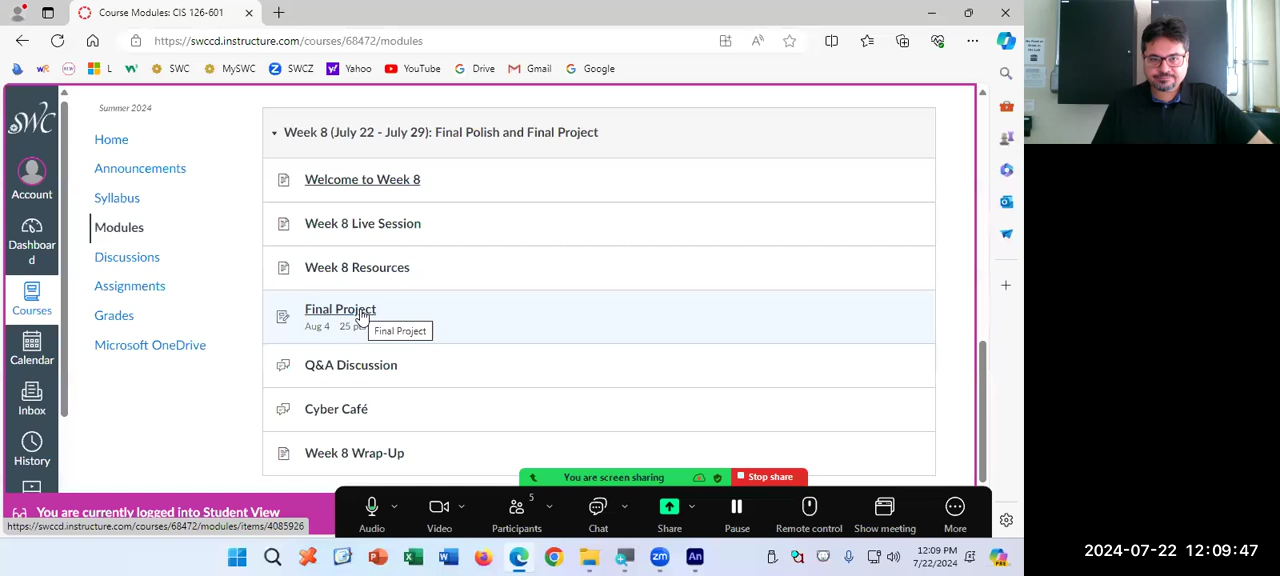 Course Modules: CIS 126-601
https://swccd.instructure.com/courses/68472/modules
L
SWC
MySWC
SWCZ
Yahoo
YouTube
Drive
Gmail
Google
SWC
Account
Dashboar
d
Courses
Calendar
Inbox
History
Summer 2024
Home
Announcements
Syllabus
Modules
Discussions
Assignments
Grades
Microsoft OneDrive
Week 8 (July 22 - July 29): Final Polish and Final Project
Welcome to Week 8
Week 8 Live Session
Week 8 Resources
Final Project
Aug 4 25 p
Final Project
Q&A Discussion
Cyber Café
Week 8 Wrap-Up
You are screen sharing
Stop share
You are currently logged into Student View
https://swccd.instructure.com/courses/68472/modules/items/4085926
Audio
Video
5
Participants
Chat
Share
Pause
Remote control
Show meeting
More
12:09 PM
7/22/2024
2024-07-22 12:09:47